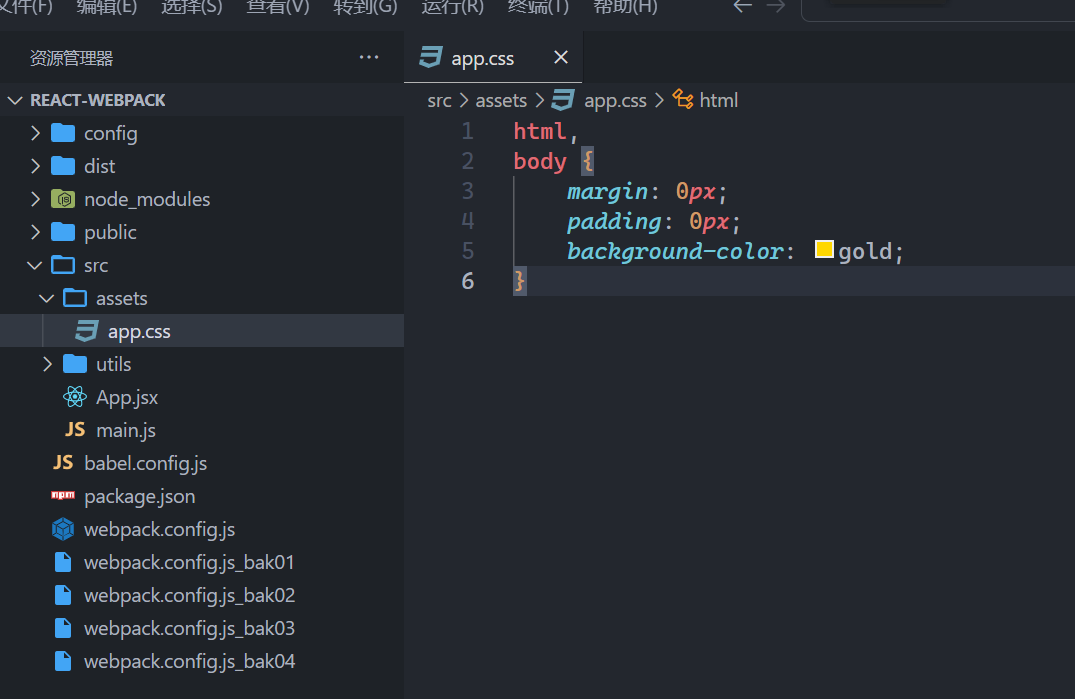 文件(F) 编辑(E) 选择(S) 查看(V) 转到(G) 运行(R) 终端(T) 帮助(H)
资源管理器 ···
REACT-WEBPACK
config
dist
node_modules
public
src
assets
app.css
utils
App.jsx
JS main.js
JS babel.config.js
npm package.json
webpack.config.js
webpack.config.js_bak01
webpack.config.js_bak02
webpack.config.js_bak03
webpack.config.js_bak04
app.css
src > assets > app.css > html
1 html,
2 body {
3 margin: 0px;
4 padding: 0px;
5 background-color: gold;
6 }